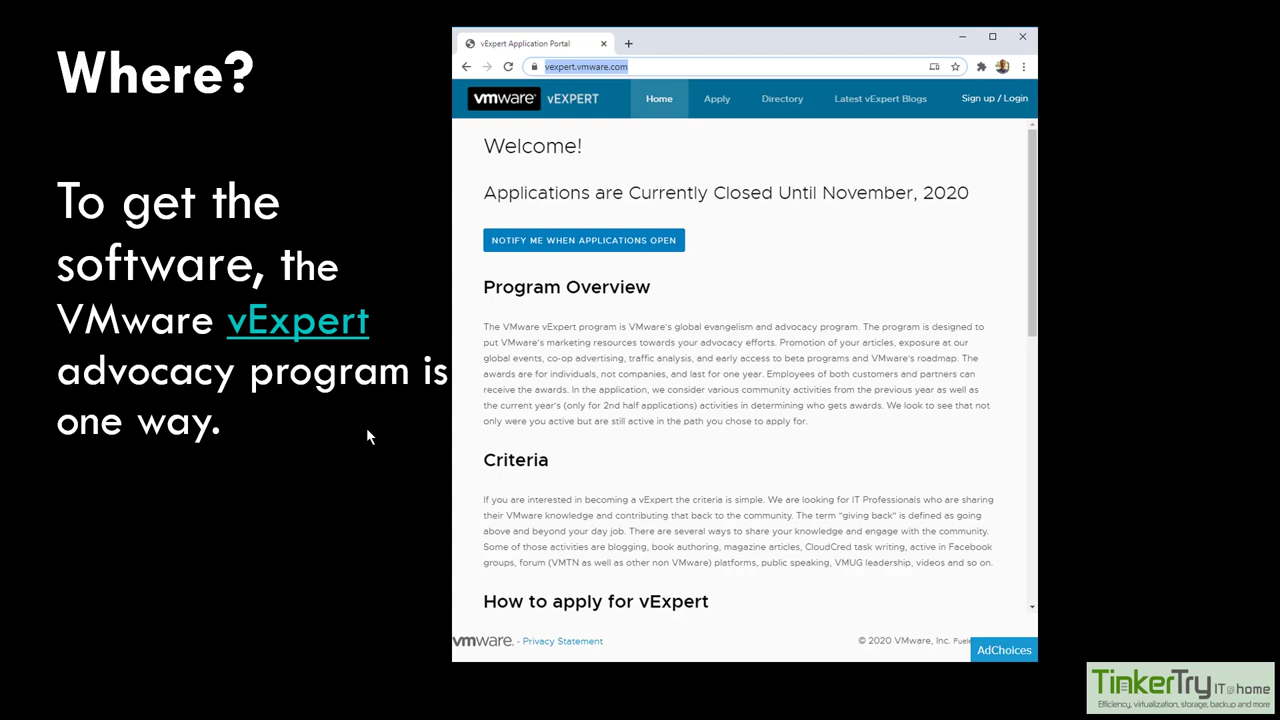 Where?
To get the
software, the
VMware vExpert
advocacy program is
one way.
vExpert Application Portal
vexpert.vmware.com
vmware vEXPERT Home Apply Directory Latest vExpert Blogs Sign up / Login
Welcome!
Applications are Currently Closed Until November, 2020
NOTIFY ME WHEN APPLICATIONS OPEN
Program Overview
The VMware vExpert program is VMware's global evangelism and advocacy program. The program is designed to
put VMware's marketing resources towards your advocacy efforts. Promotion of your articles, exposure at our
global events, co-op advertising, traffic analysis, and early access to beta programs and VMware's roadmap. The
awards are for individuals, not companies, and last for one year. Employees of both customers and partners can
receive the awards. In the application, we consider various community activities from the previous year as well as
the current year's (only for 2nd half applications) activities in determining who gets awards. We look to see that not
only were you active but are still active in the path you chose to apply for.
Criteria
If you are interested in becoming a vExpert the criteria is simple. We are looking for IT Professionals who are sharing
their VMware knowledge and contributing that back to the community. The term "giving back" is defined as going
above and beyond your day job. There are several ways to share your knowledge and engage with the community.
Some of those activities are blogging, book authoring, magazine articles, CloudCred task writing, active in Facebook
groups, forum (VMTN as well as other non VMware) platforms, public speaking, VMUG leadership, videos and so on.
How to apply for vExpert
vmware. • Privacy Statement © 2020 VMware, Inc. Fuele
AdChoices
TinkerTry IT@home
Efficiency, virtualization, storage, backup and more